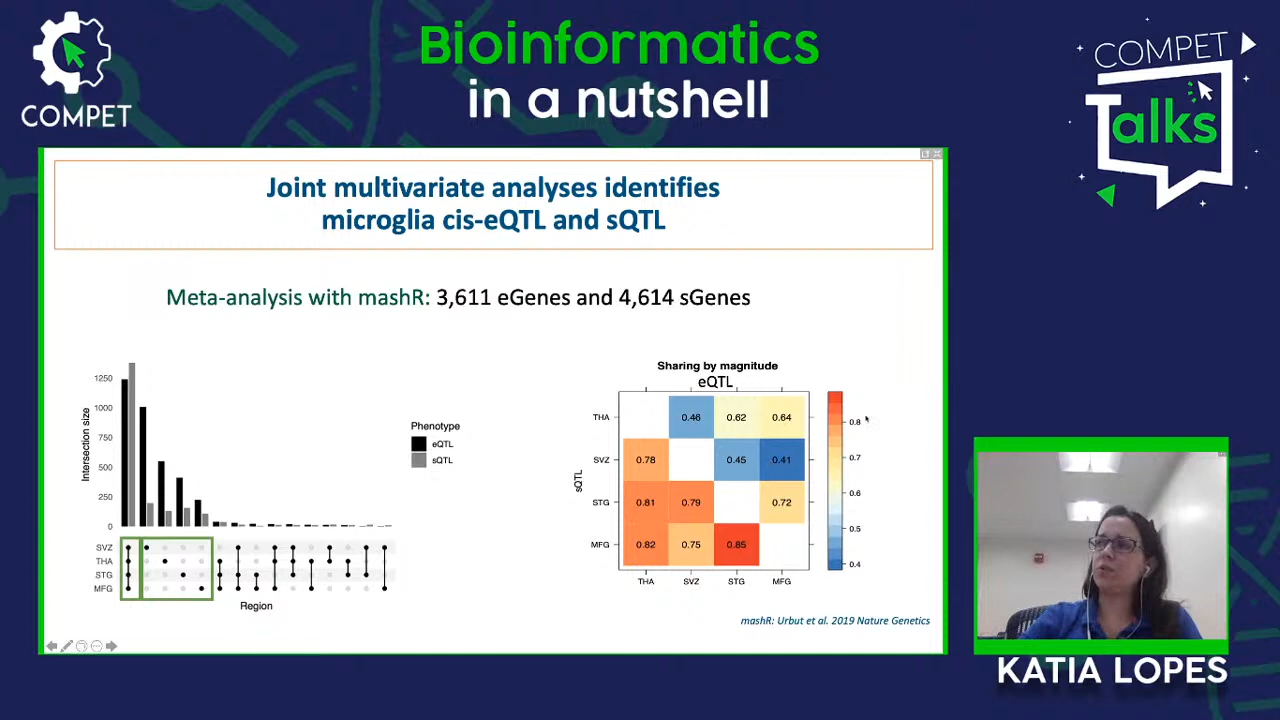 Bioinformatics
in a nutshell
COMPET
COMPET
Talks
Joint multivariate analyses identifies
microglia cis-eQTL and sQTL
Meta-analysis with mashR: 3,611 eGenes and 4,614 sGenes
Intersection size
1250
1000
750
500
250
0
SVZ
THA
STG
MFG
Region
Phenotype
eQTL
sQTL
Sharing by magnitude
eQTL
sQTL
THA 0.46 0.62 0.64
SVZ 0.78 0.45 0.41
STG 0.81 0.79 0.72
MFG 0.82 0.75 0.85
THA SVZ STG MFG
0.8
0.7
0.6
0.5
0.4
mashR: Urbut et al. 2019 Nature Genetics
KATIA LOPES